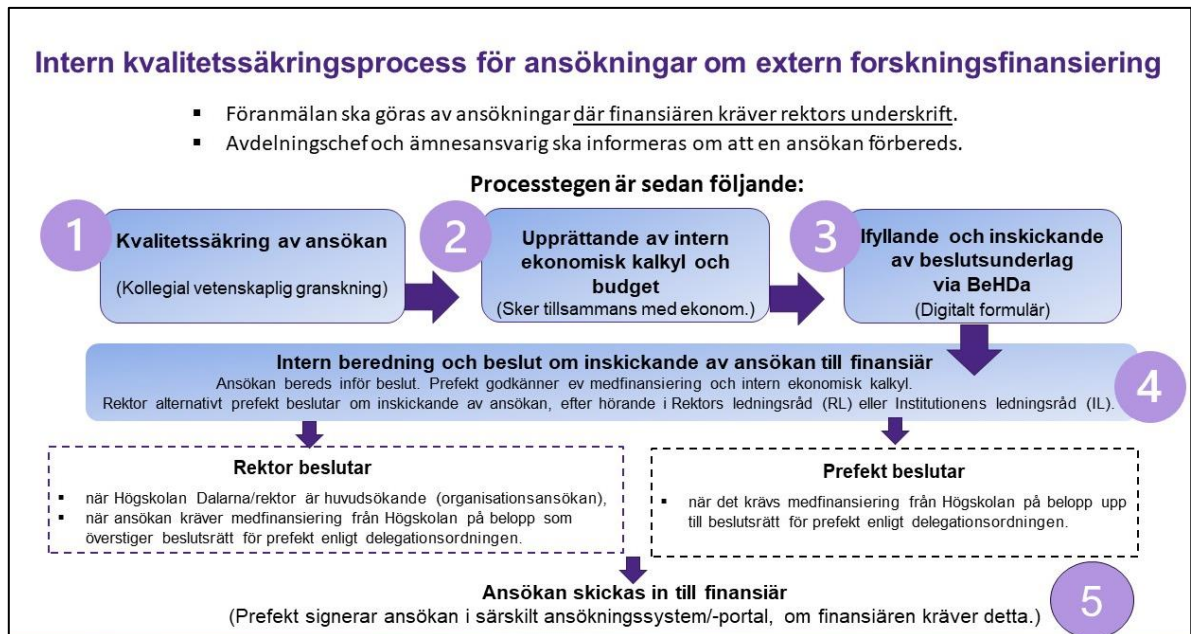 Intern kvalitetssäkringsprocess för ansökningar om extern forskningsfinansiering
▪ Föranmälan ska göras av ansökningar där finansiären kräver rektors underskrift.
▪ Avdelningschef och ämnesansvarig ska informeras om att en ansökan förbereds.
Processtegen är sedan följande:
1
Kvalitetssäkring av ansökan
(Kollegial vetenskaplig granskning)
2
Upprättande av intern
ekonomisk kalkyl och
budget
(Sker tillsammans med ekonom.)
3
Ifyllande och inskickande
av beslutsunderlag
via BeHDa
(Digitalt formulär)
Intern beredning och beslut om inskickande av ansökan till finansiär
Ansökan bereds inför beslut. Prefekt godkänner ev medfinansiering och intern ekonomisk kalkyl.
Rektor alternativt prefekt beslutar om inskickande av ansökan, efter hörande i Rektors ledningsråd (RL) eller Institutionens ledningsråd (IL).
4
Rektor beslutar
▪ när Högskolan Dalarna/rektor är huvudsökande (organisationsansökan),
▪ när ansökan kräver medfinansiering från Högskolan på belopp som
överstiger beslutsrätt för prefekt enligt delegationsordningen.
Prefekt beslutar
▪ när det krävs medfinansiering från Högskolan på belopp upp
till beslutsrätt för prefekt enligt delegationsordningen.
Ansökan skickas in till finansiär
(Prefekt signerar ansökan i särskilt ansökningssystem/-portal, om finansiären kräver detta.)
5